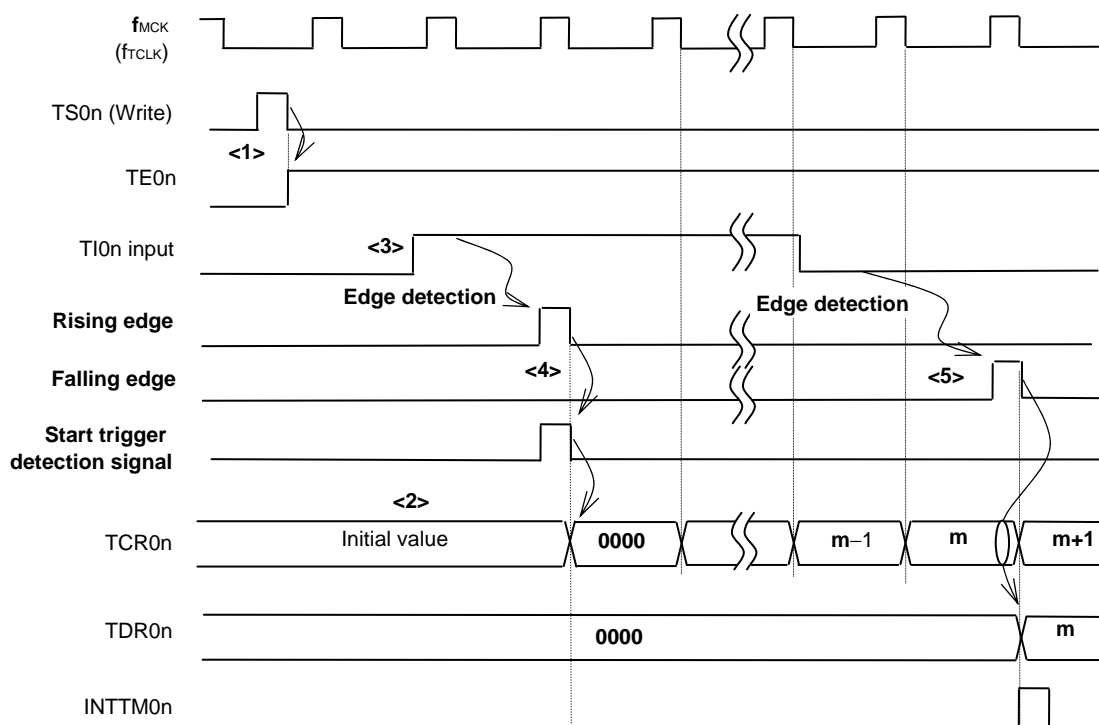 fMCK
(fTCLK)
TS0n (Write)
<1>
TE0n
TI0n input
<3>
Edge detection
Edge detection
Rising edge
<4>
Falling edge
<5>
Start trigger
detection signal
<2>
TCR0n
Initial value
0000
m−1
m
m+1
TDR0n
0000
m
INTTM0n